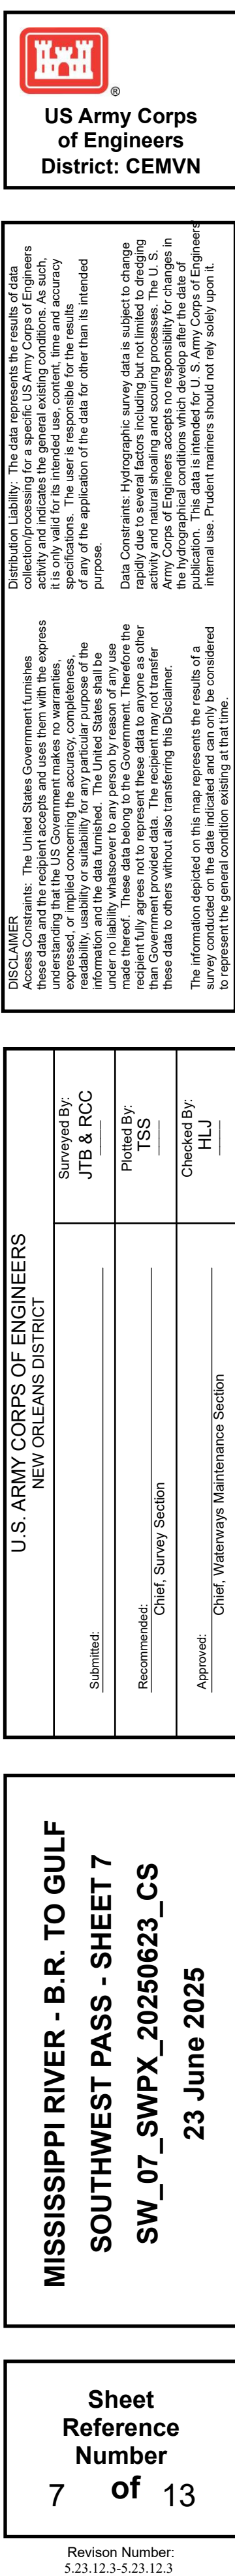 ®
US Army Corps
of Engineers
District: CEMVN
DISCLAIMER
Access Constraints: The United States Government furnishes
these data and the recipient accepts and uses them with the express
understanding that the US Government makes no warranties,
expressed, or implied concerning the accuracy, completeness,
readability, usability or suitability for any particular purpose of the
information and the data furnished. The United States shall be
under no liability whatsoever to any person by reason of any use
made thereof. These data belong to the Government. Therefore the
recipient fully agrees not to represent these data to anyone as other
than Government provided data. The recipient may not transfer
these data to others without also transferring this Disclaimer.
The information depicted on this map represents the results of a
survey conducted on the date indicated and can only be considered
to represent the general condition existing at that time.
Distribution Liability: The data represents the results of data
collection/processing for a specific US Army Corps of Engineers
activity and indicates the general existing conditions. As such,
it is only valid for its intended use, content, time and accuracy
specifications. The user is responsible for the results
of any of the application of the data for other than its intended
purpose.
Data Constraints: Hydrographic survey data is subject to change
rapidly due to several factors including but not limited to dredging
activity and natural shoaling and scouring processes. The U. S.
Army Corps of Engineers accepts no responsibility for changes in
the hydrographic conditions which develop after the date of
publication. This data is intended for U. S. Army Corps of Engineers'
internal use. Prudent mariners should not rely solely upon it.
U.S. ARMY CORPS OF ENGINEERS
NEW ORLEANS DISTRICT
Submitted:
Surveyed By:
JTB & RCC
Recommended:
Chief, Survey Section
Plotted By:
TSS
Approved:
Chief, Waterways Maintenance Section
Checked By:
HLJ
MISSISSIPPI RIVER - B.R. TO GULF
SOUTHWEST PASS - SHEET 7
SW_07_SWPX_20250623_CS
23 June 2025
Sheet
Reference
Number
7 of 13
Revison Number:
5.23.12.3-5.23.12.3